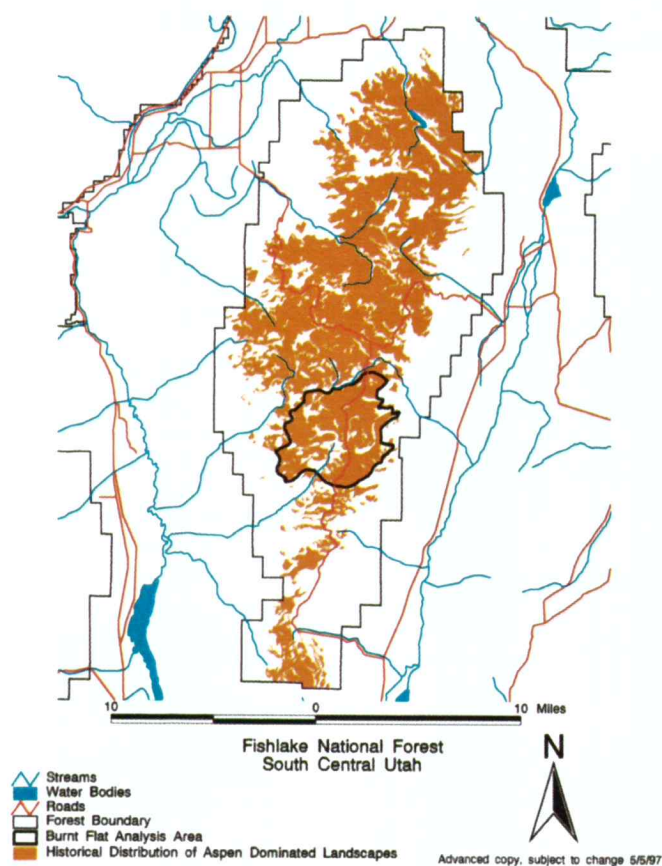 10 0 10 Miles
Fishlake National Forest
South Central Utah
N
Streams
Water Bodies
Roads
Forest Boundary
Burnt Flat Analysis Area
Historical Distribution of Aspen Dominated Landscapes
Advanced copy, subject to change 5/5/97